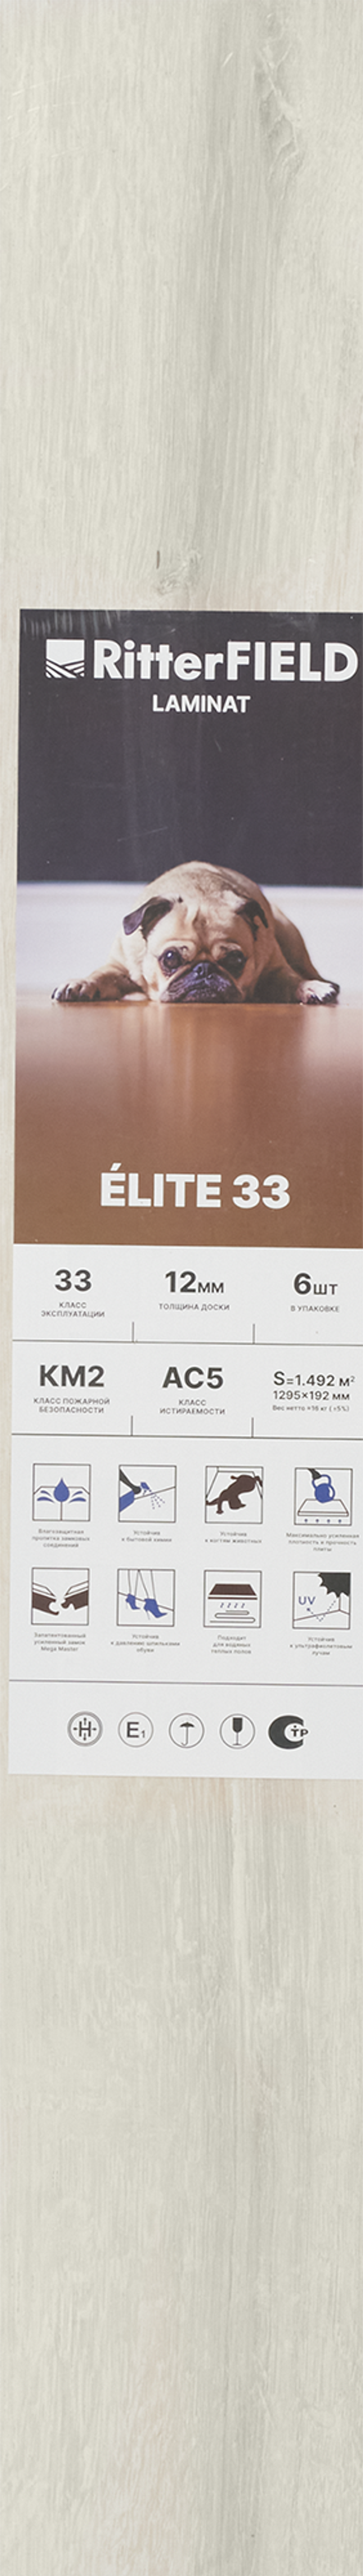 RitterFIELD
LAMINAT
ÉLITE 33
33
КЛАСС
ЭКСПЛУАТАЦИИ
12мм
ТОЛЩИНА ДОСКИ
6шт
В УПАКОВКЕ
КМ2
КЛАСС ПОЖАРНОЙ
БЕЗОПАСНОСТИ
АС5
КЛАСС
ИСТИРАЕМОСТИ
S=1.492 м²
1295×192 мм
Вес нетто ≈16 кг (±5%)
Влагозащитная
пропитка замковых
соединений
Устойчив
к бытовой химии
Устойчив
к когтям животных
Максимально усиленная
плотность и прочность
плиты
Запатентованный
усиленный замок
Mega Master
Устойчив
к давлению шпильками
обуви
Подходит
для водяных
теплых полов
UV
Устойчив
к ультрафиолетовым
лучам
Н
E1
СТР